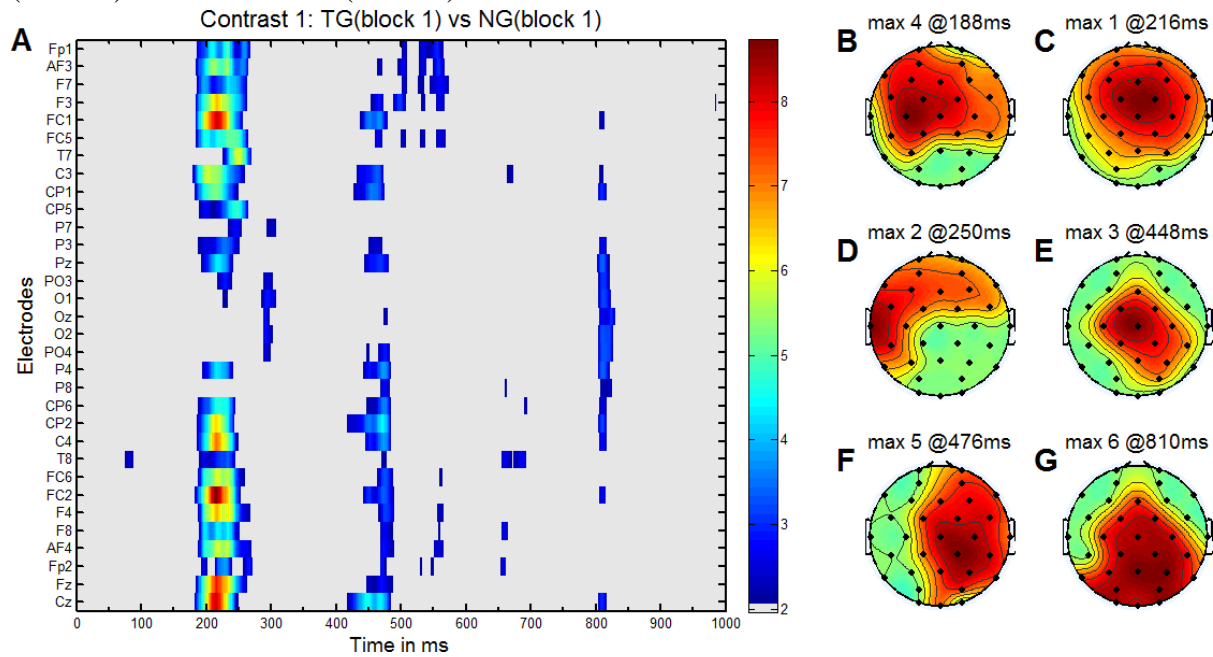 Contrast 1: TG(block 1) vs NG(block 1)
A
Electrodes
Fp1
AF3
F7
F3
FC1
FC5
T7
C3
CP1
CP5
P7
P3
Pz
PO3
O1
Oz
O2
PO4
P4
P8
CP6
CP2
C4
T8
FC6
FC2
F4
F8
AF4
Fp2
Fz
Cz
0 100 200 300 400 500 600 700 800 900 1000
Time in ms
8
7
6
5
4
3
2
B max 4 @188ms
C max 1 @216ms
D max 2 @250ms
E max 3 @448ms
F max 5 @476ms
G max 6 @810ms